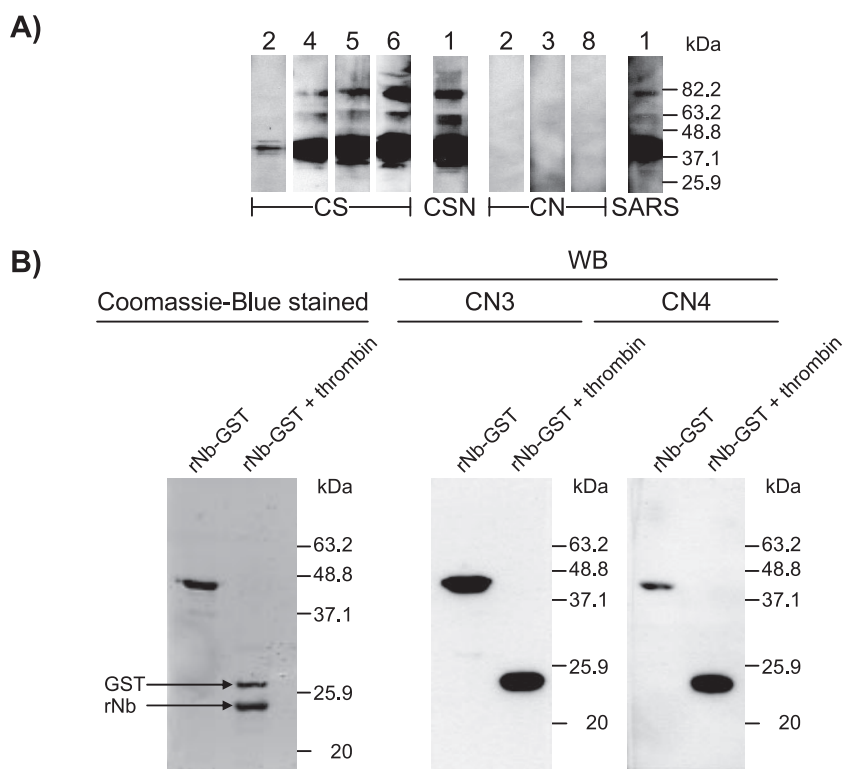 A)
2 4 5 6 1 2 3 8 1 kDa
82.2
63.2
48.8
37.1
25.9
CS CSN CN SARS
B)
WB
Coomassie-Blue stained CN3 CN4
rNb-GST
rNb-GST + thrombin
rNb-GST
rNb-GST + thrombin
rNb-GST
rNb-GST + thrombin
kDa
63.2
48.8
37.1
25.9
20
GST
rNb
kDa
63.2
48.8
37.1
25.9
20
kDa
63.2
48.8
37.1
25.9
20